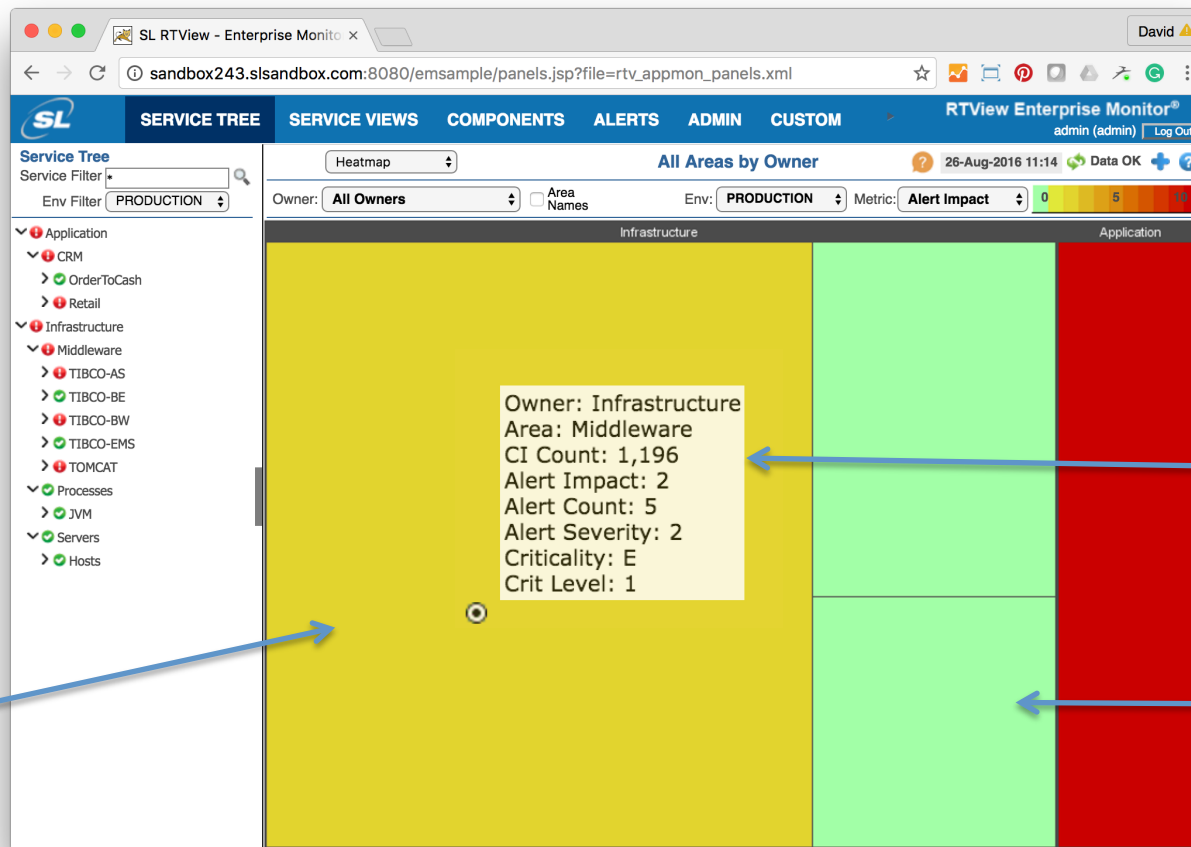 SL RTView - Enterprise Monito
David
sandbox243.slsandbox.com:8080/emsample/panels.jsp?file=rtv_appmon_panels.xml
SL
SERVICE TREE
SERVICE VIEWS
COMPONENTS
ALERTS
ADMIN
CUSTOM
RTView Enterprise Monitor®
admin (admin)
Log Out
Service Tree
Service Filter *
Env Filter PRODUCTION
Heatmap
All Areas by Owner
26-Aug-2016 11:14
Data OK
Owner: All Owners
Area Names
Env: PRODUCTION
Metric: Alert Impact
0 5 10
Application
CRM
OrderToCash
Retail
Infrastructure
Middleware
TIBCO-AS
TIBCO-BE
TIBCO-BW
TIBCO-EMS
TOMCAT
Processes
JVM
Servers
Hosts
Infrastructure
Application
Owner: Infrastructure
Area: Middleware
CI Count: 1,196
Alert Impact: 2
Alert Count: 5
Alert Severity: 2
Criticality: E
Crit Level: 1